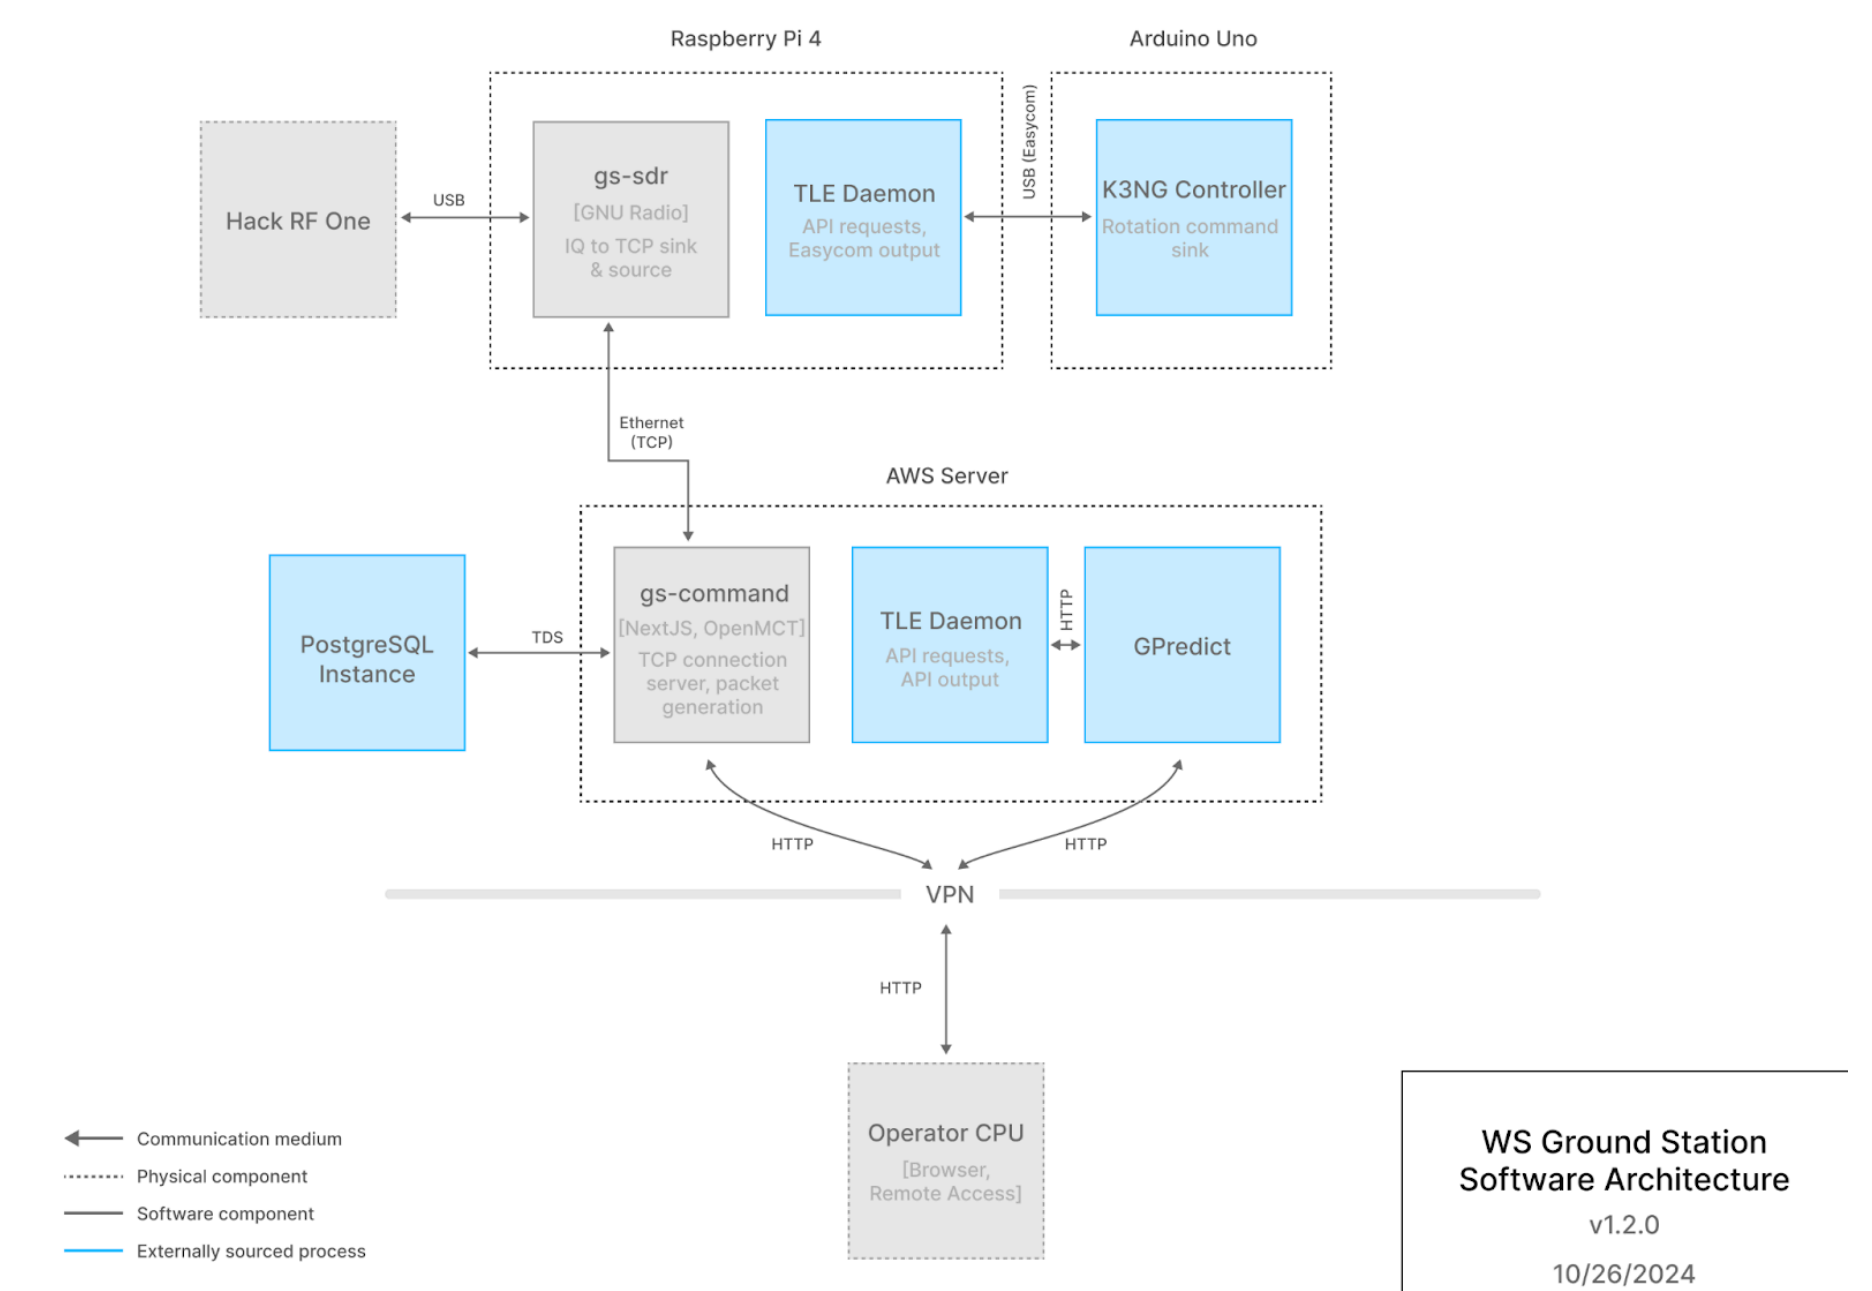 Raspberry Pi 4
Arduino Uno
Hack RF One
USB
gs-sdr
[GNU Radio]
IQ to TCP sink
& source
TLE Daemon
API requests,
Easycom output
USB (Easycom)
K3NG Controller
Rotation command
sink
Ethernet
(TCP)
AWS Server
PostgreSQL
Instance
TDS
gs-command
[NextJS, OpenMCT]
TCP connection
server, packet
generation
TLE Daemon
API requests,
API output
HTTP
GPredict
HTTP
HTTP
VPN
HTTP
Operator CPU
[Browser,
Remote Access]
Communication medium
Physical component
Software component
Externally sourced process
WS Ground Station
Software Architecture
v1.2.0
10/26/2024